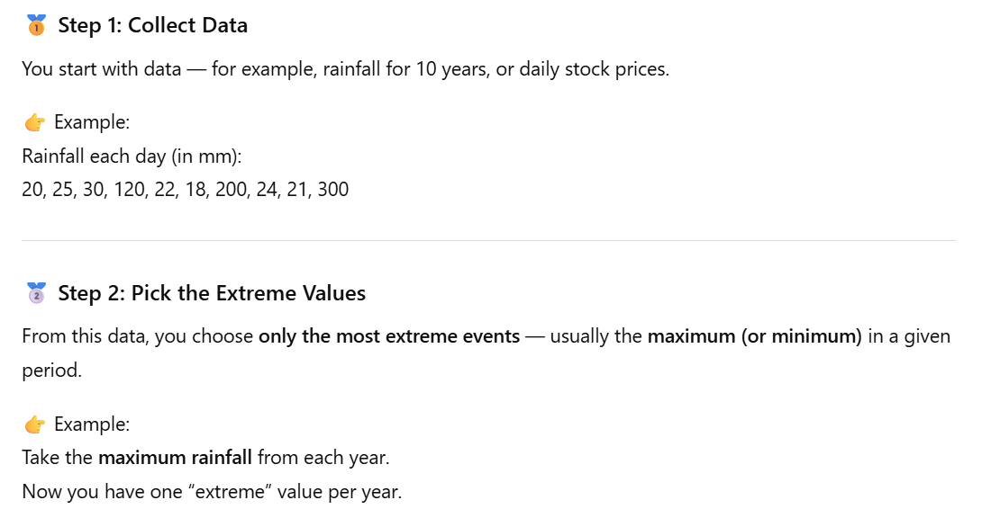 🥇 Step 1: Collect Data
You start with data — for example, rainfall for 10 years, or daily stock prices.
👉 Example:
Rainfall each day (in mm):
20, 25, 30, 120, 22, 18, 200, 24, 21, 300
🥈 Step 2: Pick the Extreme Values
From this data, you choose only the most extreme events — usually the maximum (or minimum) in a given
period.
👉 Example:
Take the maximum rainfall from each year.
Now you have one “extreme” value per year.